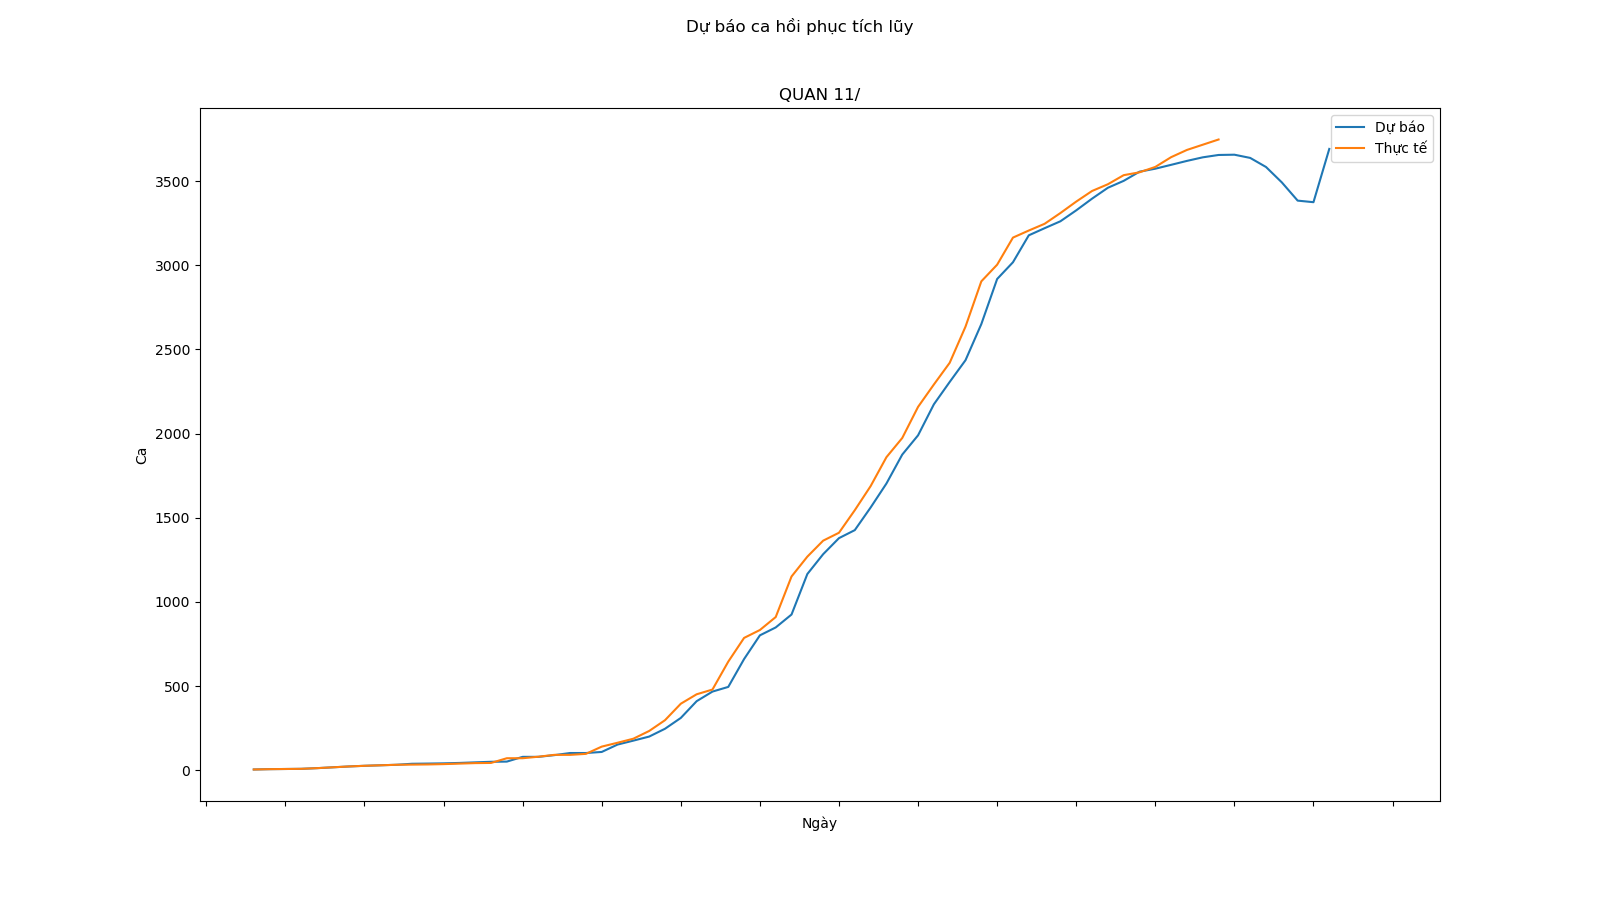 Dự báo ca hồi phục tích lũy
QUAN 11/
Dự báo
Thực tế
3500
3000
2500
2000
1500
1000
500
0
Ca
Ngày